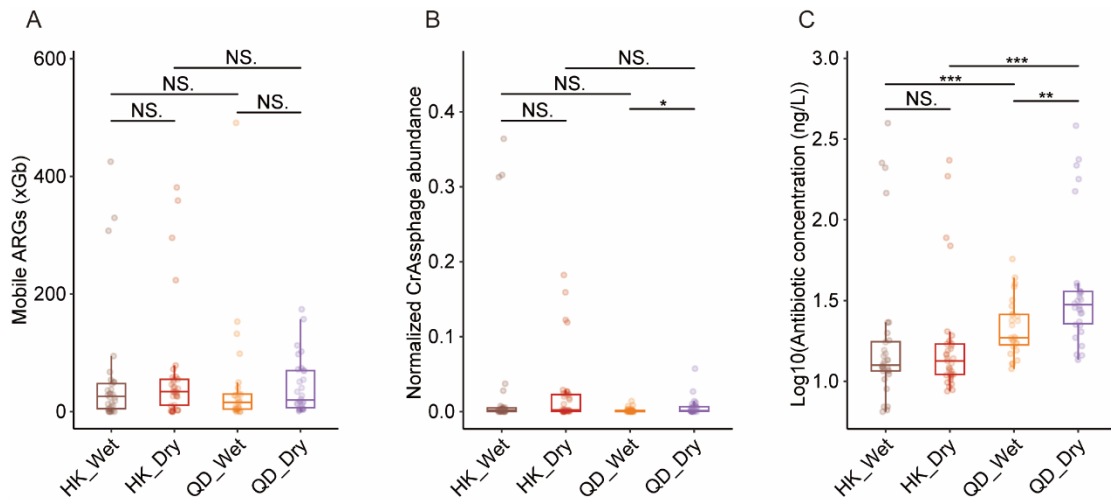 A
Mobile ARGs (xGb)
600
400
200
0
NS.
NS.
NS.
NS.
HK_Wet
HK_Dry
QD_Wet
QD_Dry
B
Normalized CrAssphage abundance
0.4
0.3
0.2
0.1
0.0
NS.
NS.
NS.
*
HK_Wet
HK_Dry
QD_Wet
QD_Dry
C
Log10(Antibiotic concentration (ng/L))
3.0
2.5
2.0
1.5
1.0
***
***
NS.
**
HK_Wet
HK_Dry
QD_Wet
QD_Dry